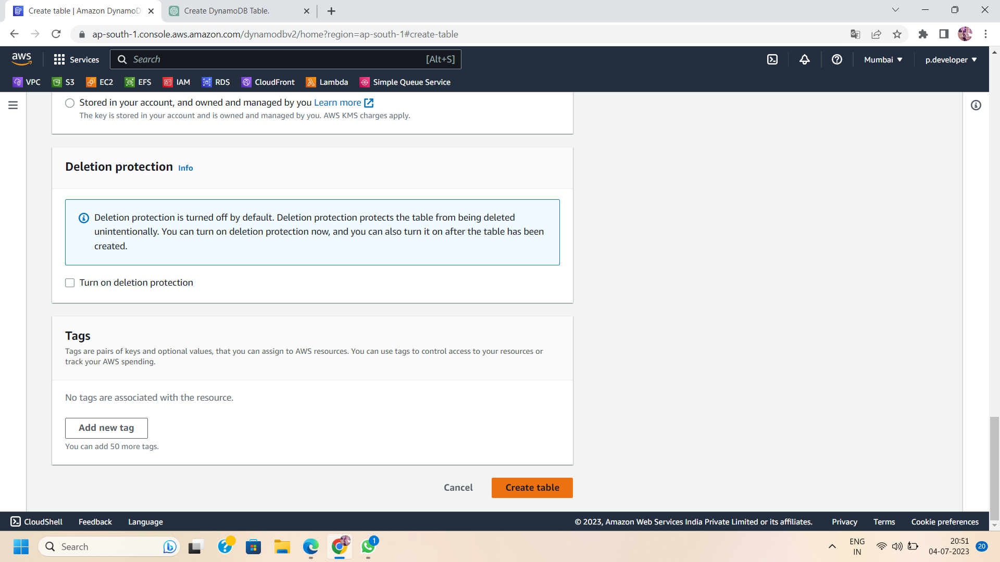 Create table | Amazon DynamoD
Create DynamoDB Table.
ap-south-1.console.aws.amazon.com/dynamodbv2/home?region=ap-south-1#create-table
aws
Services
Search
[Alt+S]
Mumbai
p.developer
VPC
S3
EC2
EFS
IAM
RDS
CloudFront
Lambda
Simple Queue Service
Stored in your account, and owned and managed by you Learn more
The key is stored in your account and is owned and managed by you. AWS KMS charges apply.
Deletion protection Info
Deletion protection is turned off by default. Deletion protection protects the table from being deleted
unintentionally. You can turn on deletion protection now, and you can also turn it on after the table has been
created.
Turn on deletion protection
Tags
Tags are pairs of keys and optional values, that you can assign to AWS resources. You can use tags to control access to your resources or
track your AWS spending.
No tags are associated with the resource.
Add new tag
You can add 50 more tags.
Cancel
Create table
CloudShell
Feedback
Language
© 2023, Amazon Web Services India Private Limited or its affiliates.
Privacy
Terms
Cookie preferences
Search
1
ENG
IN
20:51
04-07-2023
20